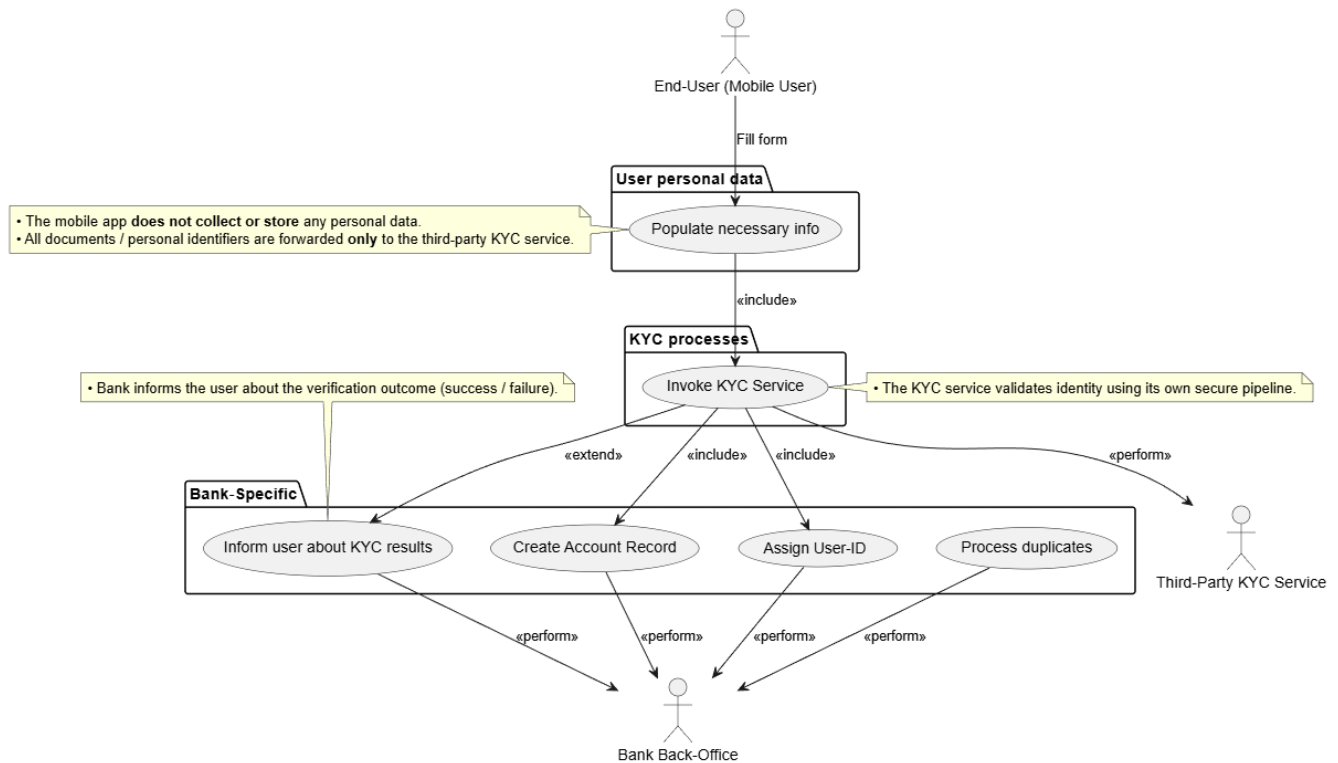 End-User (Mobile User)
Fill form
User personal data
• The mobile app does not collect or store any personal data.
• All documents / personal identifiers are forwarded only to the third-party KYC service.
Populate necessary info
«include»
KYC processes
• Bank informs the user about the verification outcome (success / failure).
Invoke KYC Service
• The KYC service validates identity using its own secure pipeline.
«extend»
«include»
«include»
«perform»
Bank-Specific
Inform user about KYC results
Create Account Record
Assign User-ID
Process duplicates
Third-Party KYC Service
«perform»
«perform»
«perform»
«perform»
Bank Back-Office